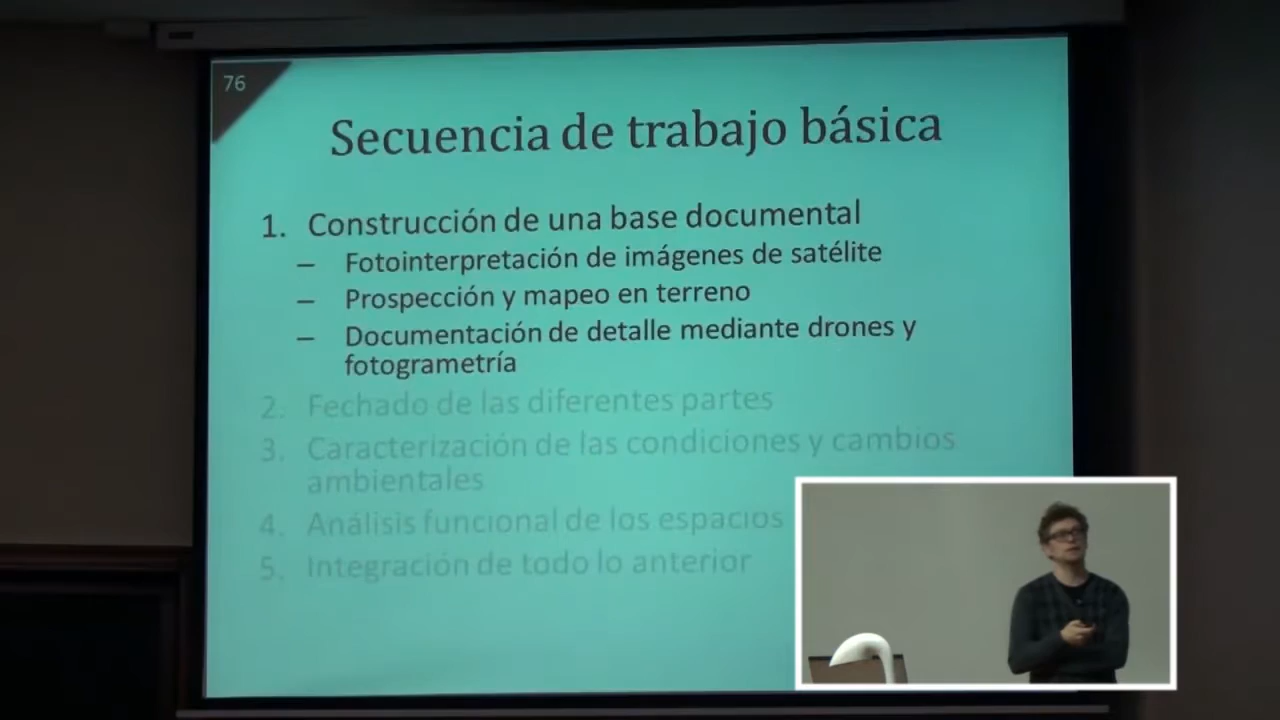 76
Secuencia de trabajo básica
1. Construcción de una base documental
– Fotointerpretación de imágenes de satélite
– Prospección y mapeo en terreno
– Documentación de detalle mediante drones y
fotogrametría
2. Fechado de las diferentes partes
3. Caracterización de las condiciones y cambios
ambientales
4. Análisis funcional de los espacios
5. Integración de todo lo anterior